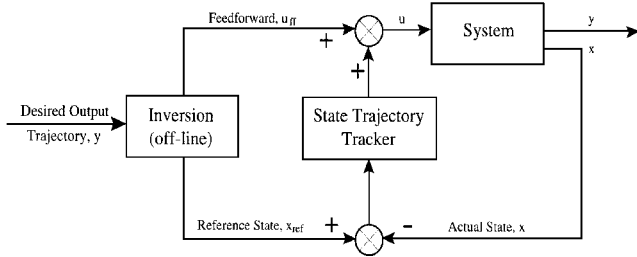 Feedforward, u_ff
+
u
System
y
x
+
Desired Output
Trajectory, y
Inversion
(off-line)
State Trajectory
Tracker
Reference State, x_ref
+
-
Actual State, x